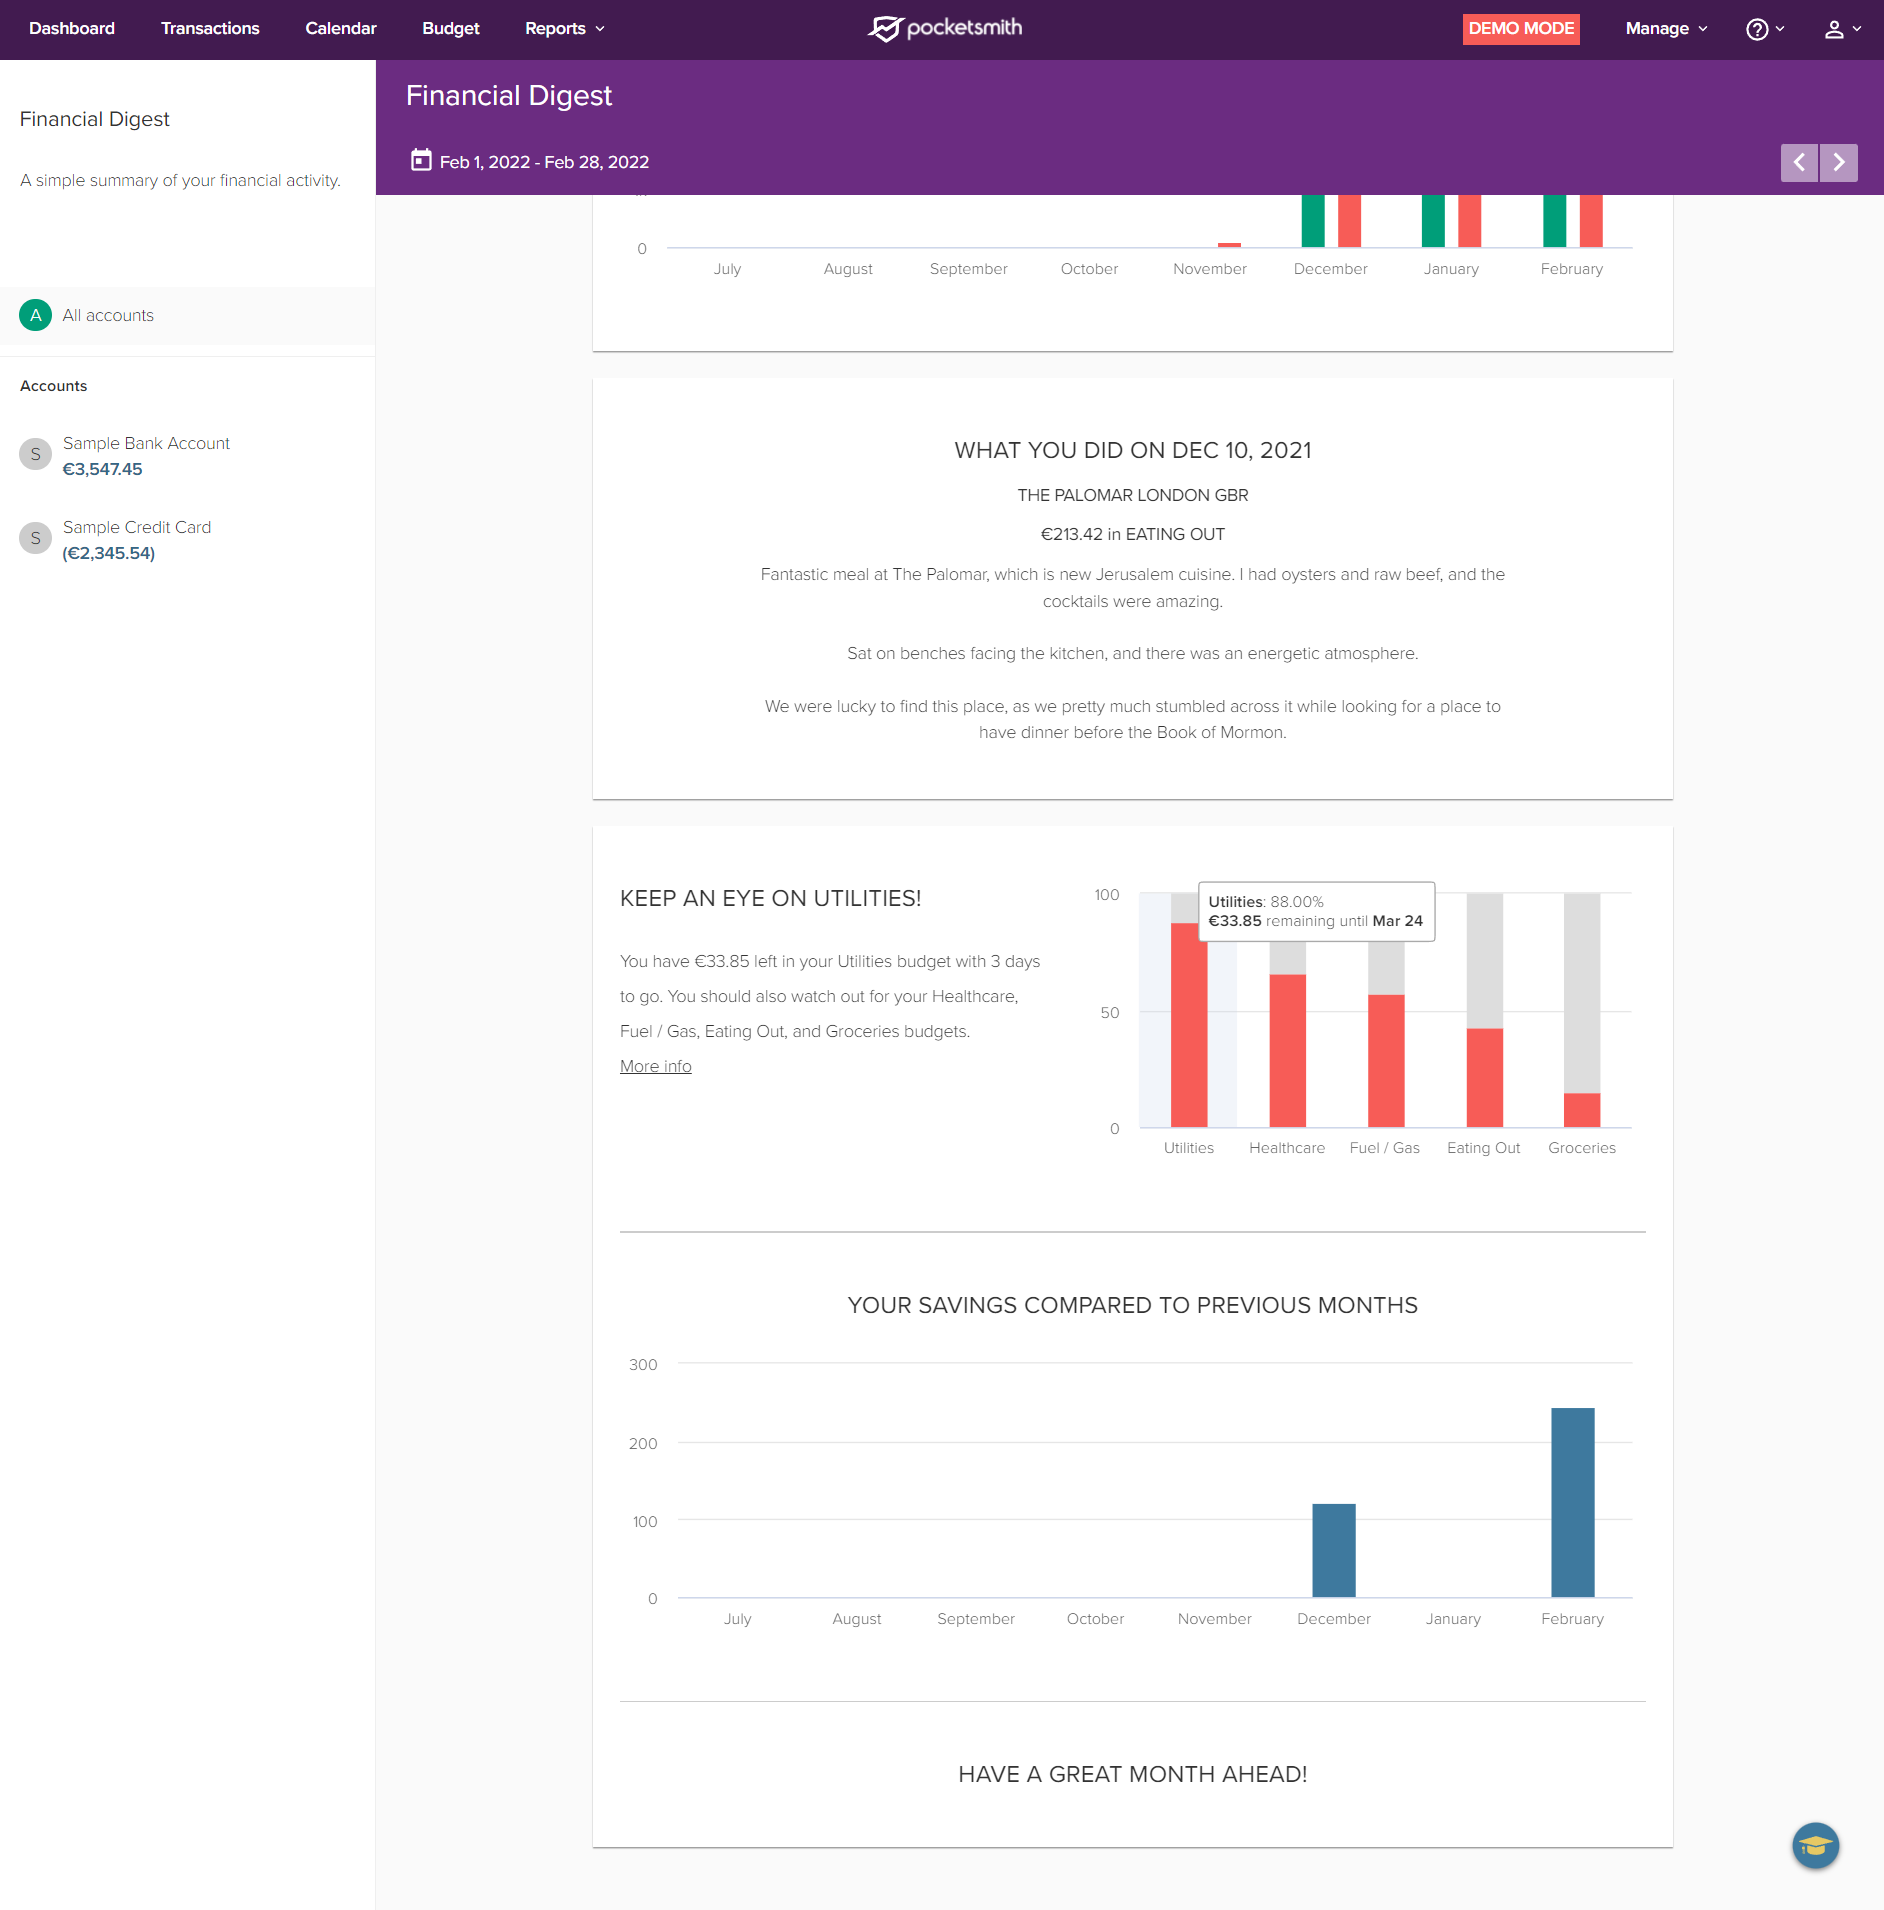 Dashboard Transactions Calendar Budget Reports pocketsmith DEMO MODE Manage
Financial Digest
A simple summary of your financial activity.
A All accounts
Accounts
S Sample Bank Account
€3,547.45
S Sample Credit Card
(€2,345.54)
Financial Digest
Feb 1, 2022 - Feb 28, 2022
0
July August September October November December January February
WHAT YOU DID ON DEC 10, 2021
THE PALOMAR LONDON GBR
€213.42 in EATING OUT
Fantastic meal at The Palomar, which is new Jerusalem cuisine. I had oysters and raw beef, and the
cocktails were amazing.
Sat on benches facing the kitchen, and there was an energetic atmosphere.
We were lucky to find this place, as we pretty much stumbled across it while looking for a place to
have dinner before the Book of Mormon.
KEEP AN EYE ON UTILITIES!
You have €33.85 left in your Utilities budget with 3 days
to go. You should also watch out for your Healthcare,
Fuel / Gas, Eating Out, and Groceries budgets.
More info
100
Utilities: 88.00%
€33.85 remaining until Mar 24
50
0
Utilities Healthcare Fuel / Gas Eating Out Groceries
YOUR SAVINGS COMPARED TO PREVIOUS MONTHS
300
200
100
0
July August September October November December January February
HAVE A GREAT MONTH AHEAD!